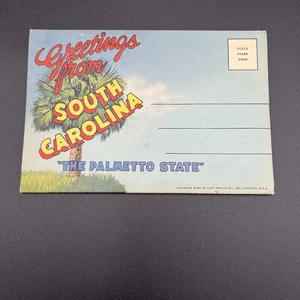 Greetings
from
SOUTH
CAROLINA
"THE PALMETTO STATE"
PLACE
STAMP
HERE